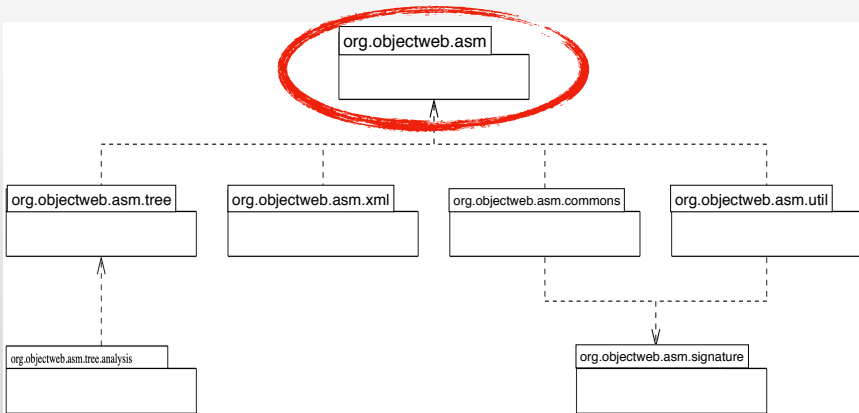 org.objectweb.asm
org.objectweb.asm.tree
org.objectweb.asm.xml
org.objectweb.asm.commons
org.objectweb.asm.util
org.objectweb.asm.tree.analysis
org.objectweb.asm.signature